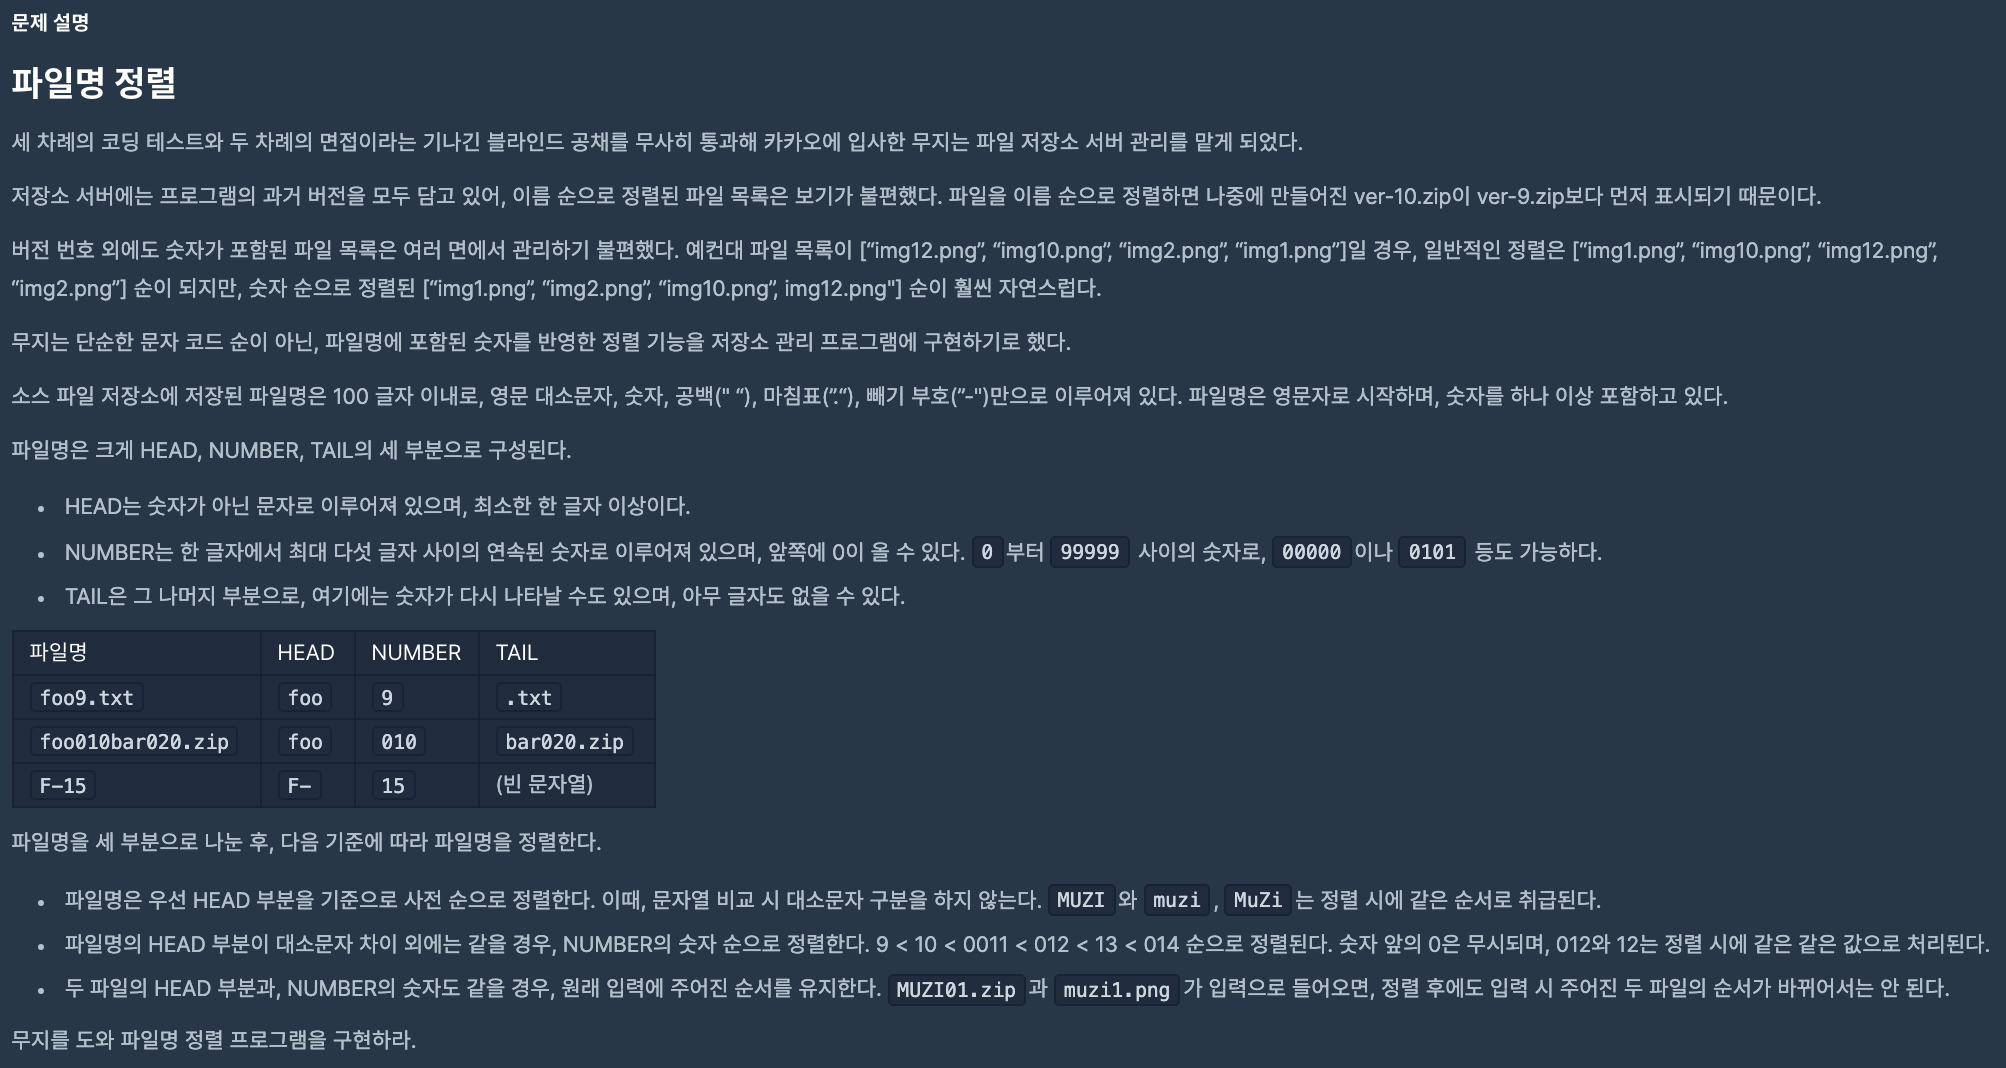 문제 설명
파일명 정렬
세 차례의 코딩 테스트와 두 차례의 면접이라는 기나긴 블라인드 공채를 무사히 통과해 카카오에 입사한 무지는 파일 저장소 서버 관리를 맡게 되었다.
저장소 서버에는 프로그램의 과거 버전을 모두 담고 있어, 이름 순으로 정렬된 파일 목록은 보기가 불편했다. 파일을 이름 순으로 정렬하면 나중에 만들어진 ver-10.zip이 ver-9.zip보다 먼저 표시되기 때문이다.
버전 번호 외에도 숫자가 포함된 파일 목록은 여러 면에서 관리하기 불편했다. 예컨대 파일 목록이 [“img12.png”, “img10.png”, “img2.png”, “img1.png”]일 경우, 일반적인 정렬은 [“img1.png”, “img10.png”, “img12.png”,
“img2.png”] 순이 되지만, 숫자 순으로 정렬된 [“img1.png”, “img2.png”, “img10.png”, img12.png"] 순이 훨씬 자연스럽다.
무지는 단순한 문자 코드 순이 아닌, 파일명에 포함된 숫자를 반영한 정렬 기능을 저장소 관리 프로그램에 구현하기로 했다.
소스 파일 저장소에 저장된 파일명은 100 글자 이내로, 영문 대소문자, 숫자, 공백(" “), 마침표(”.“), 빼기 부호(”-")만으로 이루어져 있다. 파일명은 영문자로 시작하며, 숫자를 하나 이상 포함하고 있다.
파일명은 크게 HEAD, NUMBER, TAIL의 세 부분으로 구성된다.
• HEAD는 숫자가 아닌 문자로 이루어져 있으며, 최소한 한 글자 이상이다.
• NUMBER는 한 글자에서 최대 다섯 글자 사이의 연속된 숫자로 이루어져 있으며, 앞쪽에 0이 올 수 있다. 0부터 99999 사이의 숫자로, 00000이나 0101 등도 가능하다.
• TAIL은 그 나머지 부분으로, 여기에는 숫자가 다시 나타날 수도 있으며, 아무 글자도 없을 수 있다.
파일명 HEAD NUMBER TAIL
foo9.txt foo 9 .txt
foo010bar020.zip foo 010 bar020.zip
F-15 F- 15 (빈 문자열)
파일명을 세 부분으로 나눈 후, 다음 기준에 따라 파일명을 정렬한다.
• 파일명은 우선 HEAD 부분을 기준으로 사전 순으로 정렬한다. 이때, 문자열 비교 시 대소문자 구분을 하지 않는다. MUZI와 muzi, MuZi는 정렬 시에 같은 순서로 취급된다.
• 파일명의 HEAD 부분이 대소문자 차이 외에는 같을 경우, NUMBER의 숫자 순으로 정렬한다. 9 < 10 < 0011 < 012 < 13 < 014 순으로 정렬된다. 숫자 앞의 0은 무시되며, 012와 12는 정렬 시에 같은 같은 값으로 처리된다.
• 두 파일의 HEAD 부분과, NUMBER의 숫자도 같을 경우, 원래 입력에 주어진 순서를 유지한다. MUZI01.zip과 muzi1.png가 입력으로 들어오면, 정렬 후에도 입력 시 주어진 두 파일의 순서가 바뀌어서는 안 된다.
무지를 도와 파일명 정렬 프로그램을 구현하라.